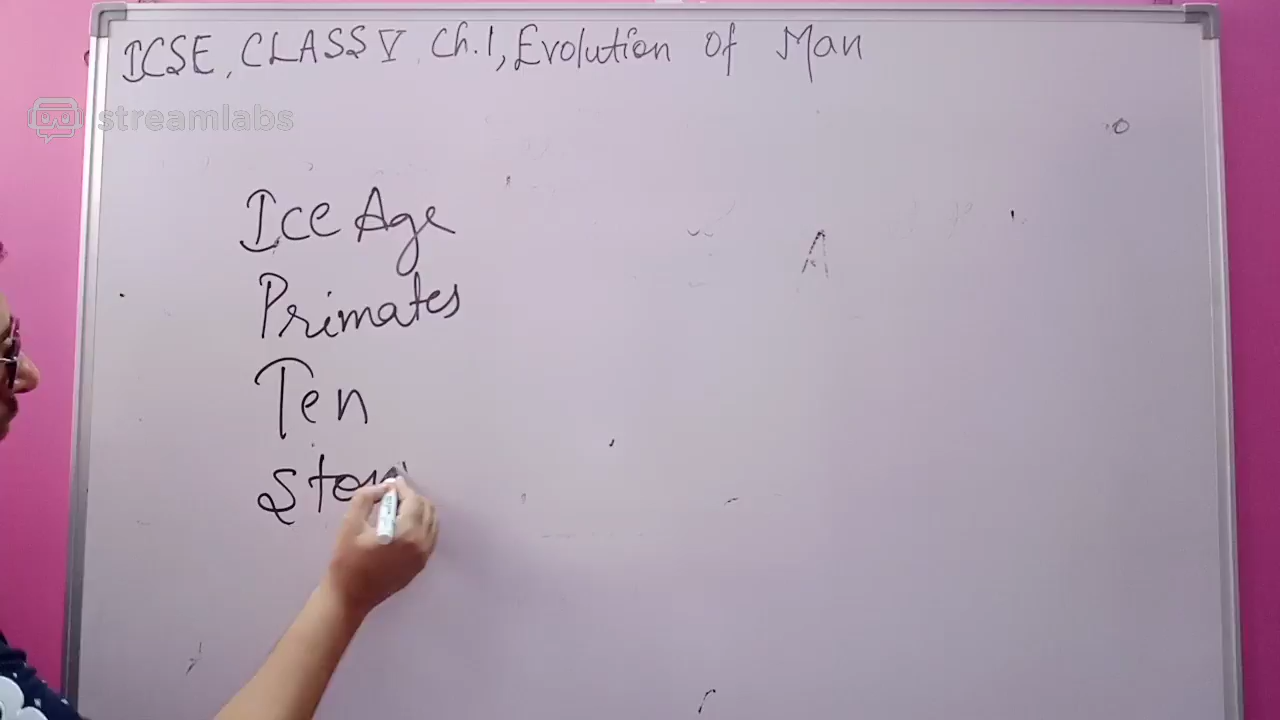 ICSE, CLASS V Ch.1, Evolution Of Man
streamlabs
Ice Age
Primates
Ten
A